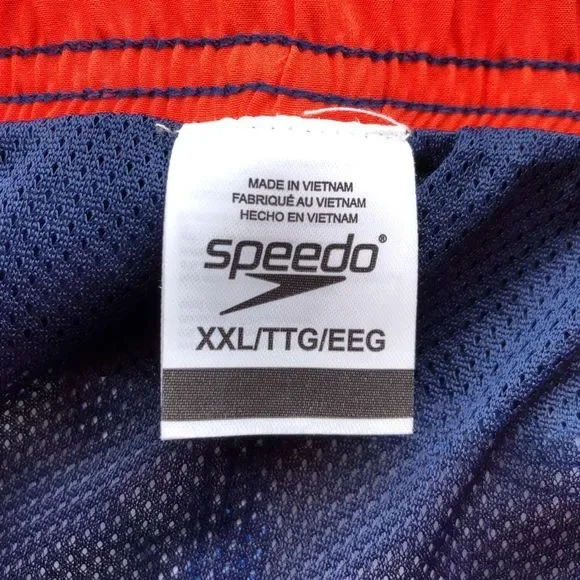 MADE IN VIETNAM
FABRIQUÉ AU VIETNAM
HECHO EN VIETNAM
speedo®
XXL/TTG/EEG